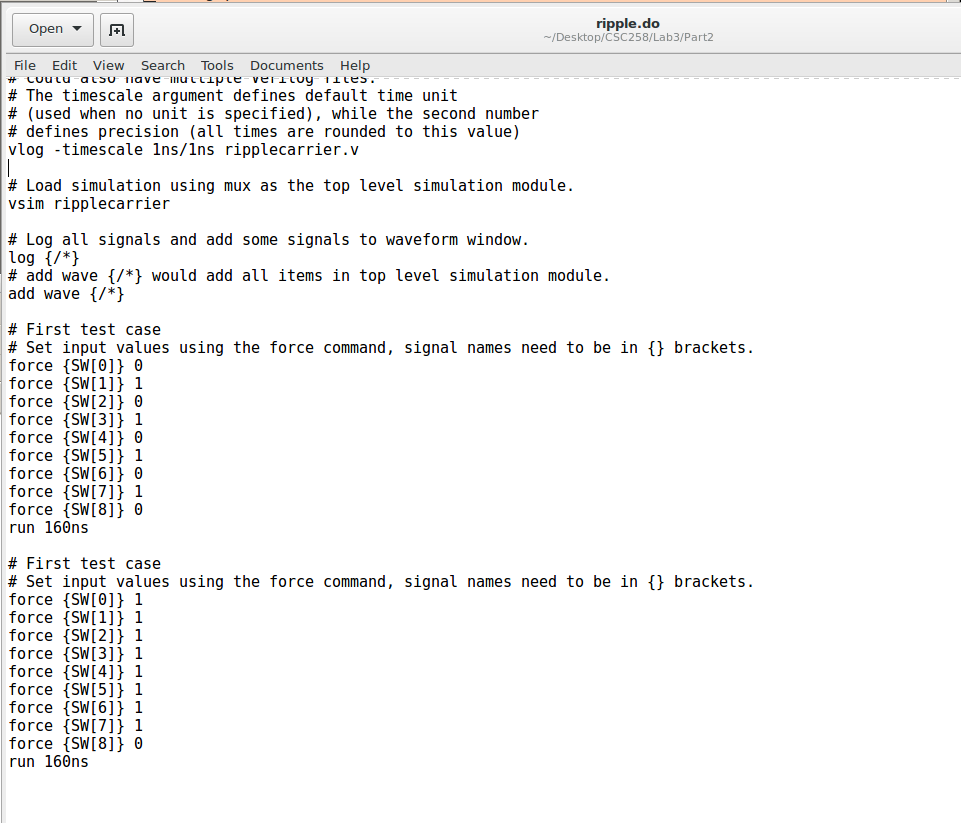 Open
ripple.do
~/Desktop/CSC258/Lab3/Part2
File Edit View Search Tools Documents Help
# Could also have multiple Verilog files.
# The timescale argument defines default time unit
# (used when no unit is specified), while the second number
# defines precision (all times are rounded to this value)
vlog -timescale 1ns/1ns ripplecarrier.v
# Load simulation using mux as the top level simulation module.
vsim ripplecarrier
# Log all signals and add some signals to waveform window.
log {/*}
# add wave {/*} would add all items in top level simulation module.
add wave {/*}
# First test case
# Set input values using the force command, signal names need to be in {} brackets.
force {SW[0]} 0
force {SW[1]} 1
force {SW[2]} 0
force {SW[3]} 1
force {SW[4]} 0
force {SW[5]} 1
force {SW[6]} 0
force {SW[7]} 1
force {SW[8]} 0
run 160ns
# First test case
# Set input values using the force command, signal names need to be in {} brackets.
force {SW[0]} 1
force {SW[1]} 1
force {SW[2]} 1
force {SW[3]} 1
force {SW[4]} 1
force {SW[5]} 1
force {SW[6]} 1
force {SW[7]} 1
force {SW[8]} 0
run 160ns